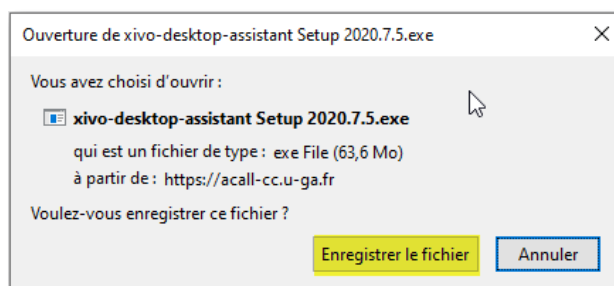 Ouverture de xivo-desktop-assistant Setup 2020.7.5.exe
Vous avez choisi d'ouvrir :
xivo-desktop-assistant Setup 2020.7.5.exe
qui est un fichier de type : exe File (63,6 Mo)
à partir de : https://acall-cc.u-ga.fr
Voulez-vous enregistrer ce fichier ?
Enregistrer le fichier Annuler